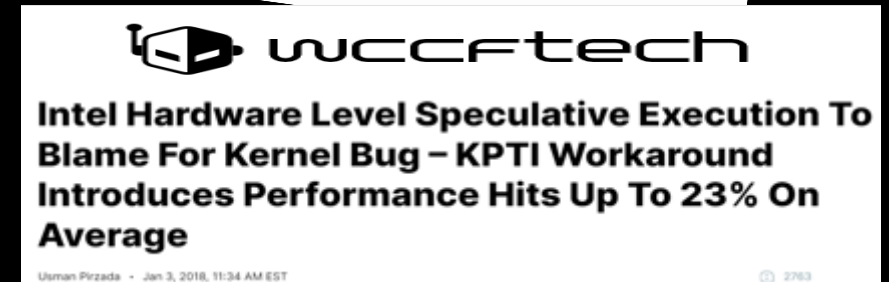 wccftech
Intel Hardware Level Speculative Execution To
Blame For Kernel Bug – KPTI Workaround
Introduces Performance Hits Up To 23% On
Average
Usman Pirzada • Jan 3, 2018, 11:34 AM EST
2763